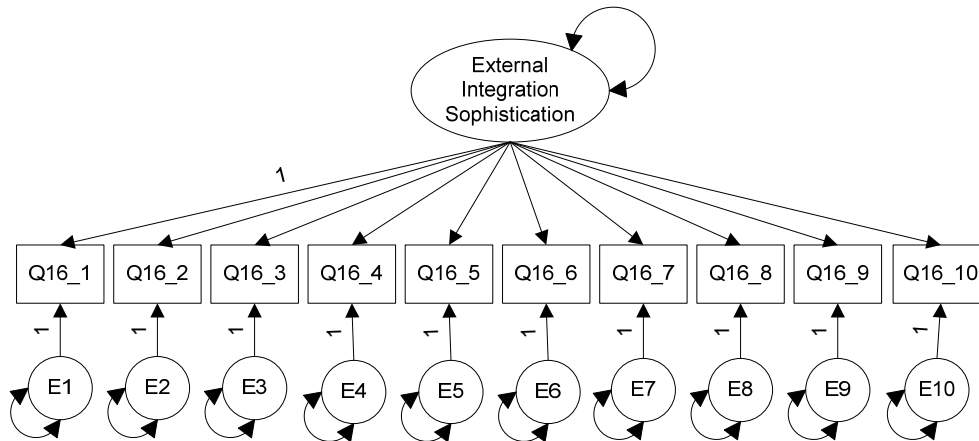 External
Integration
Sophistication
1
Q16_1 Q16_2 Q16_3 Q16_4 Q16_5 Q16_6 Q16_7 Q16_8 Q16_9 Q16_10
1 1 1 1 1 1 1 1 1 1
E1 E2 E3 E4 E5 E6 E7 E8 E9 E10